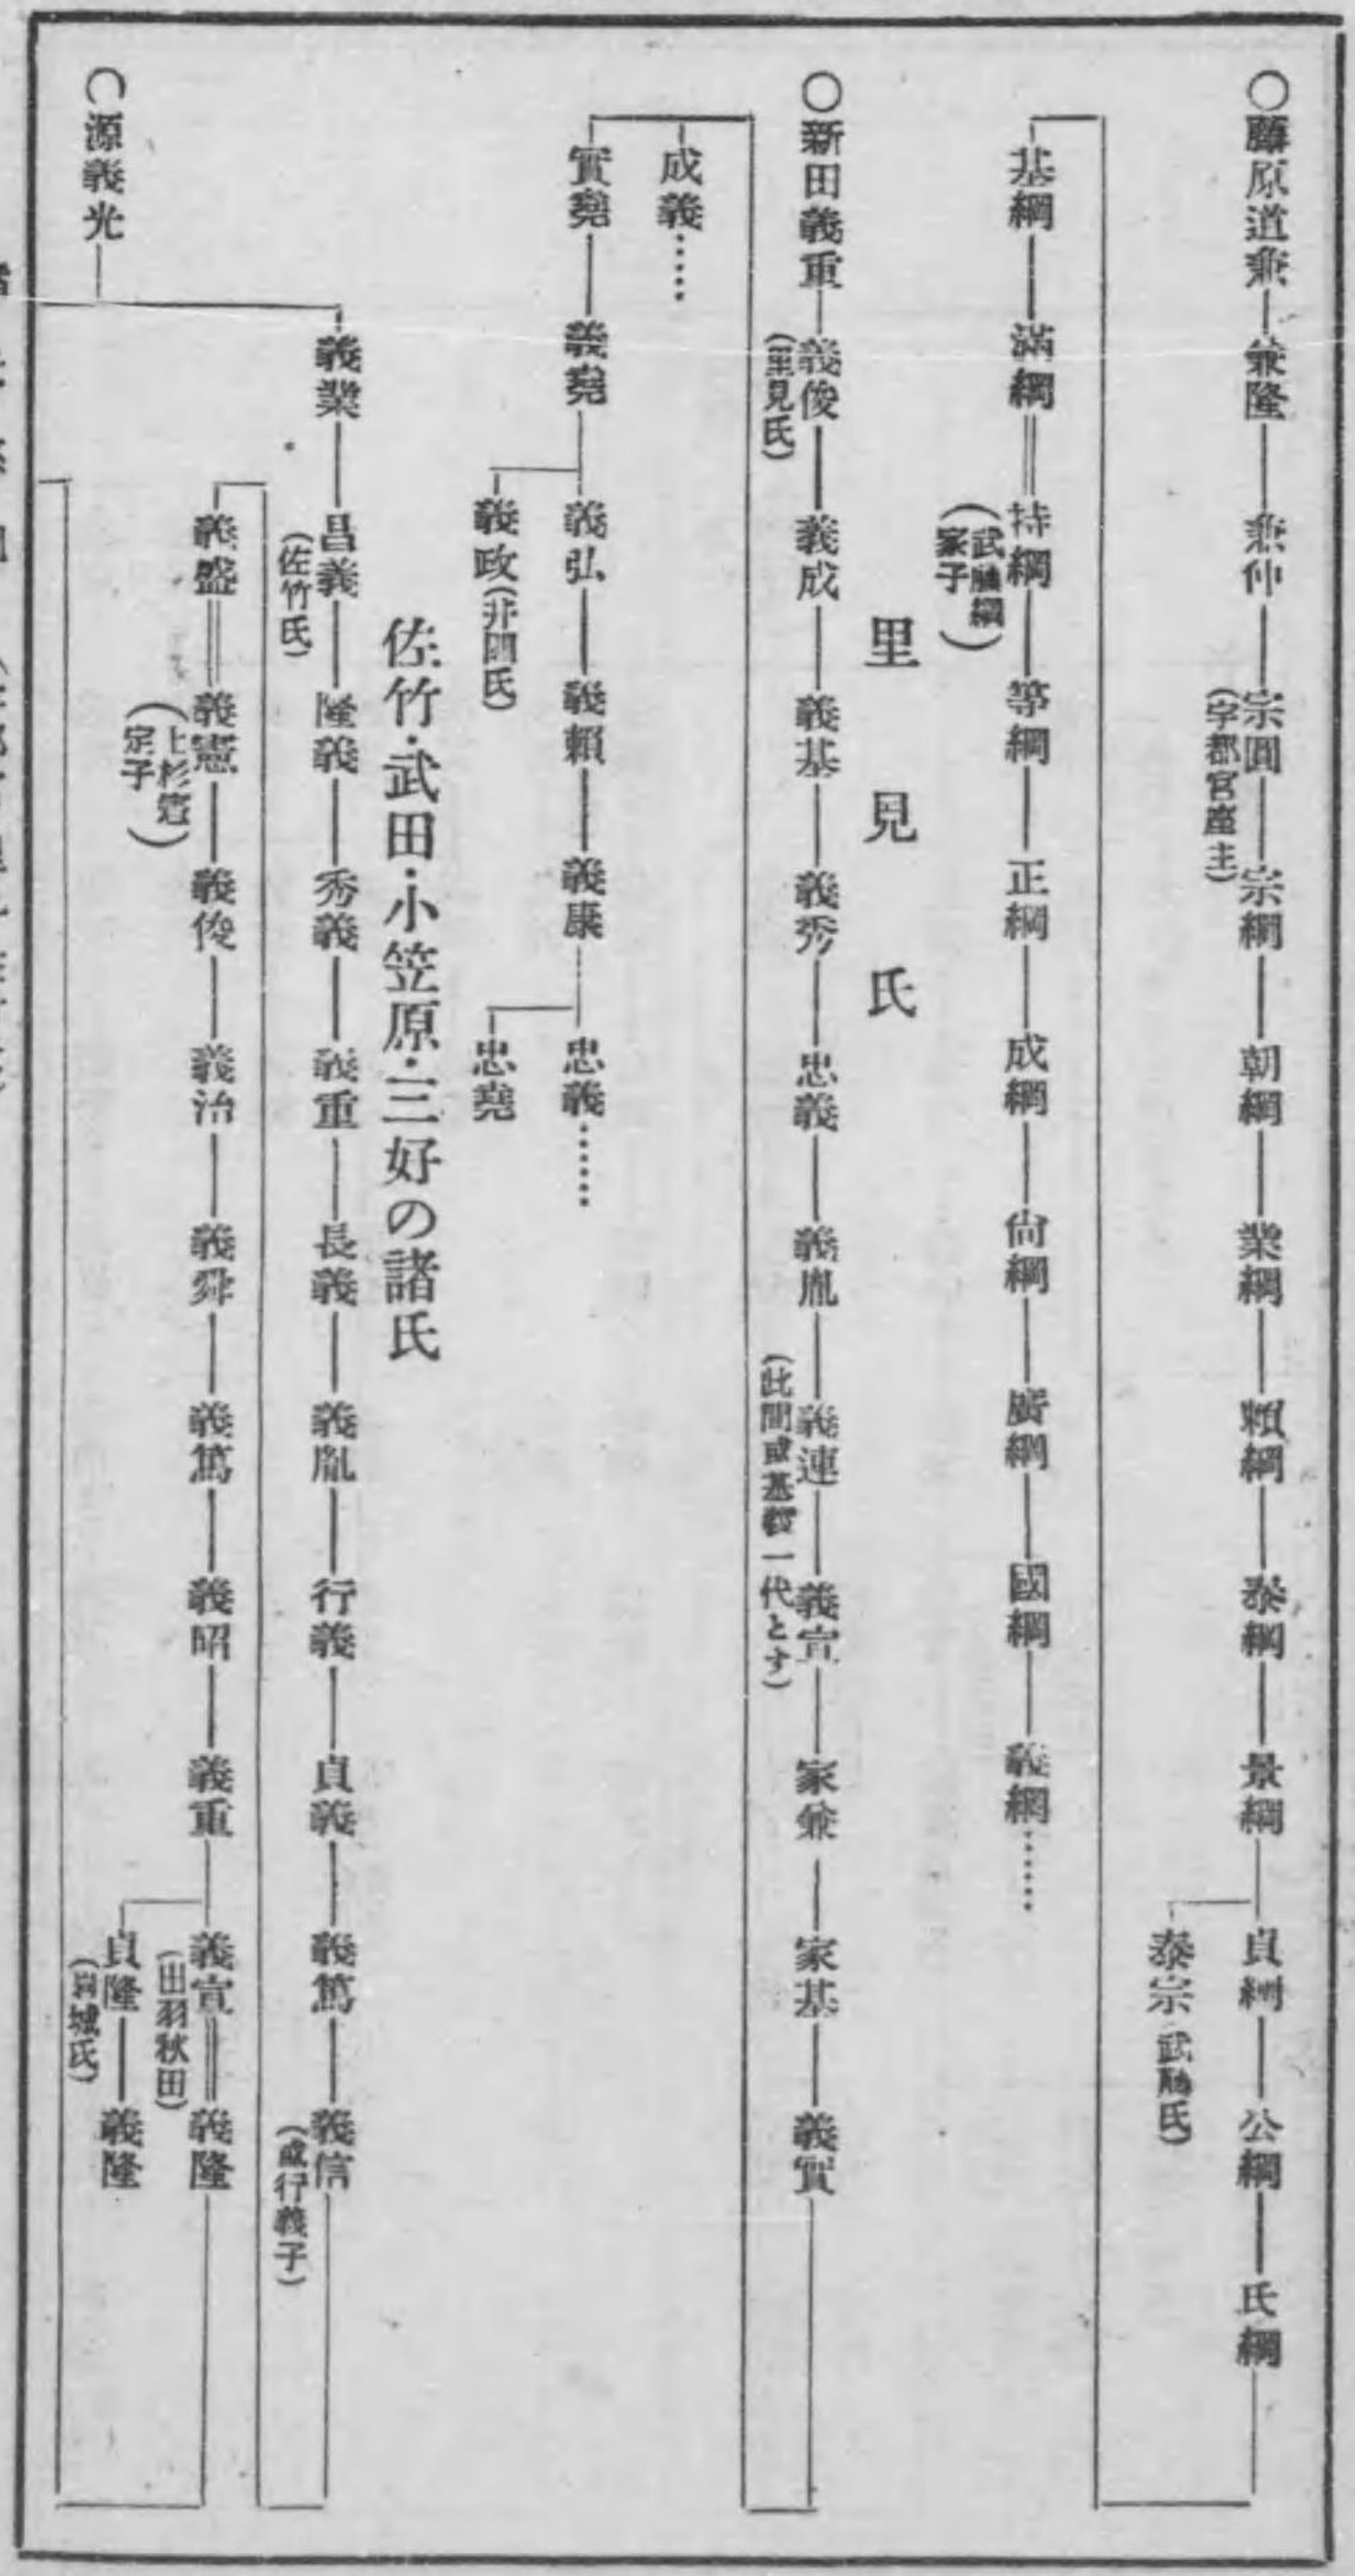 ○藤原道兼―兼隆―兼仲―宗圓―宗綱―朝綱―業綱―賴綱―泰綱―景綱―貞綱―公綱―氏綱
(宇都宮座主)
泰宗 武茂氏)
基綱―滿綱＝持綱―等綱―正綱―成綱―尙綱―廣綱―國綱―義綱……
(武茂綱家子)
里見氏
○新田義重―義俊―義成―義基―義秀―忠義―義胤―義連―義宣―家兼―家基―義實
(里見氏)
(此間或基義一代とす)
成義……
實堯―義堯―義弘―義賴―義康―忠義……
義政(井田氏)
忠堯
佐竹・武田・小笠原・三好の諸氏
○源義光―義業―昌義―隆義―秀義―義重―長義―義胤―行義―貞義―義篤―義信
(佐竹氏)
(或行義子)
義盛＝義憲―義俊―義治―義舜―義篤―義昭―義重―義宣＝義隆
(上杉憲定子)
(出羽秋田)
貞隆―義隆
(岩城氏)